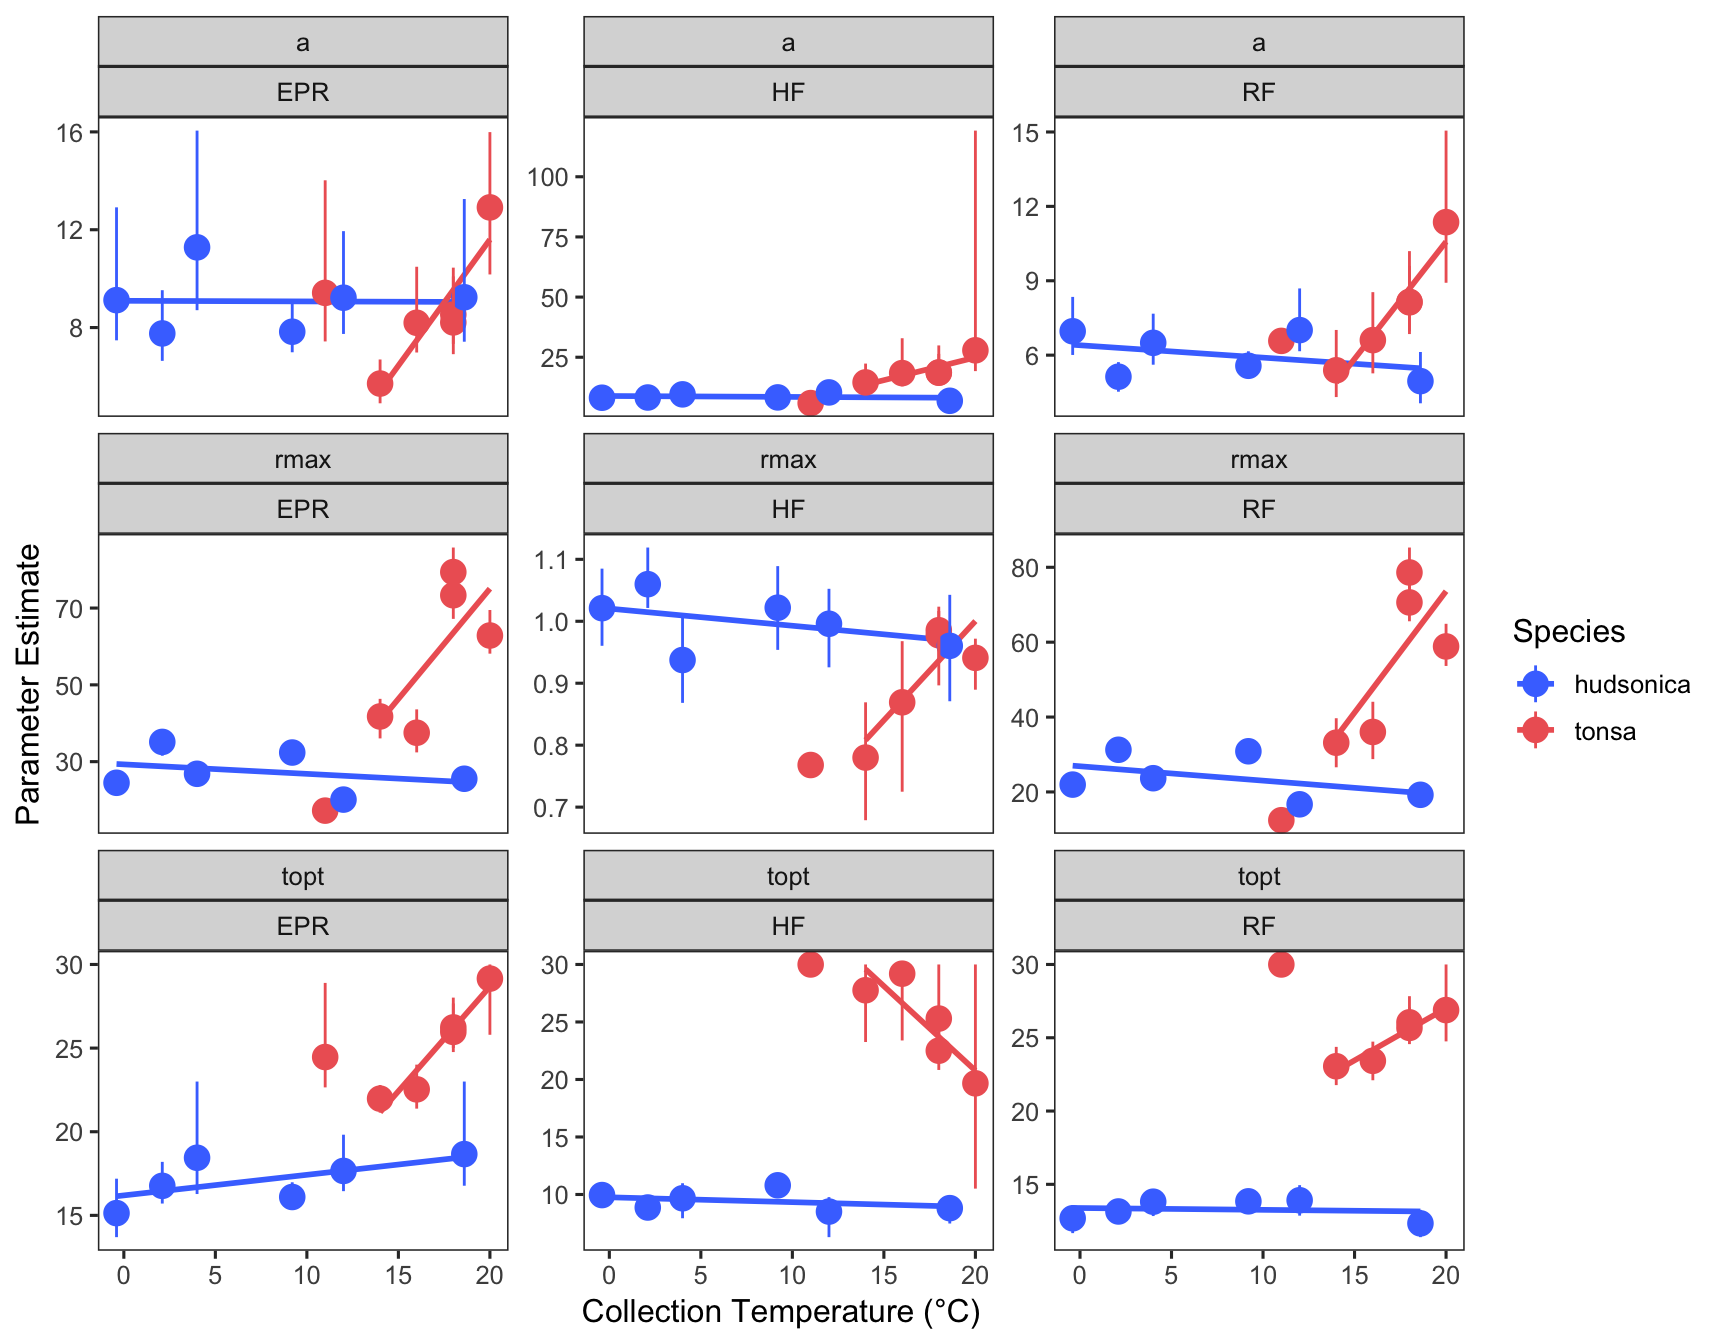 a
a
a
EPR
HF
RF
16
12
8
100
75
50
25
15
12
9
6
rmax
rmax
rmax
EPR
HF
RF
70
50
30
1.1
1.0
0.9
0.8
0.7
80
60
40
20
topt
topt
topt
EPR
HF
RF
30
25
20
15
30
25
20
15
10
30
25
20
15
0 5 10 15 20
0 5 10 15 20
0 5 10 15 20
Collection Temperature (°C)
Parameter Estimate
Species
hudsonica
tonsa